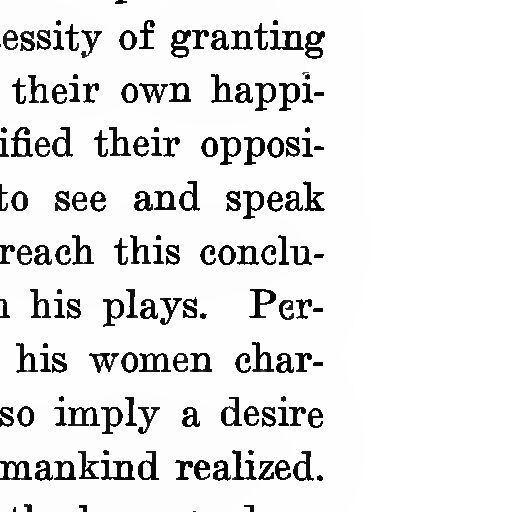 essity of granting
their own happi-
ified their opposi-
to see and speak
reach this conclu-
his plays. Per-
his women char-
so imply a desire
mankind realized.